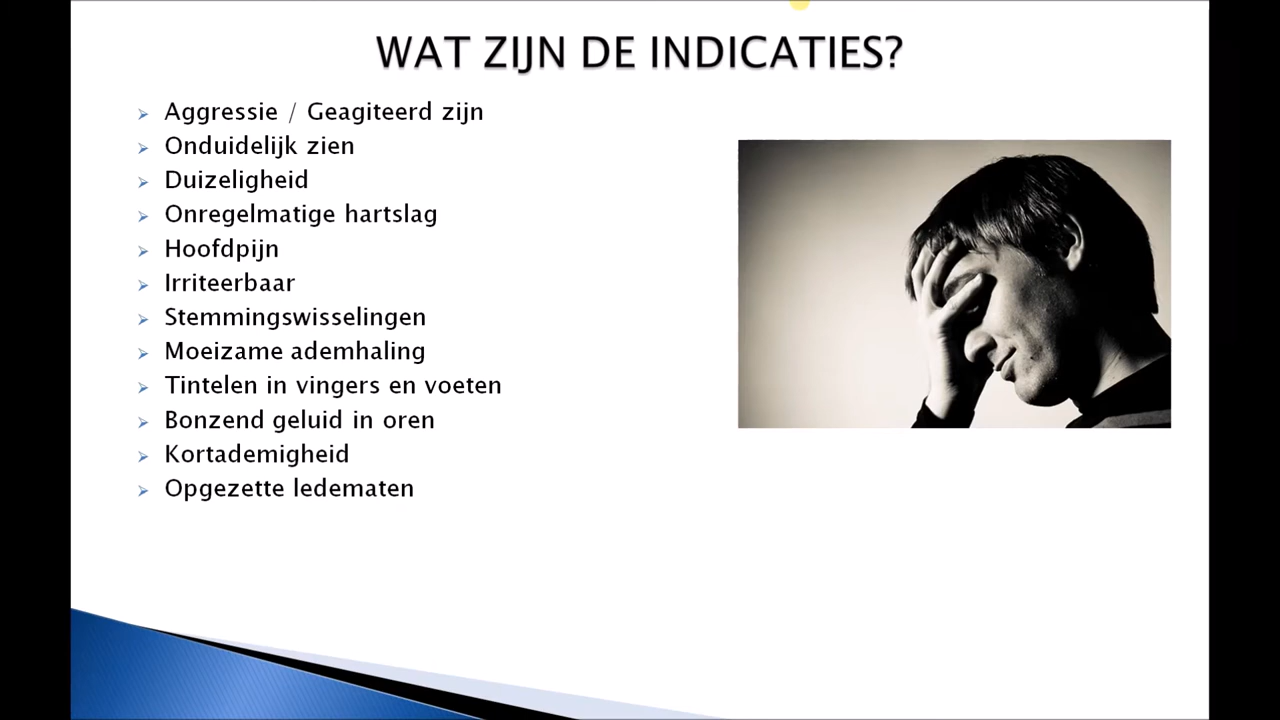 WAT ZIJN DE INDICATIES?
Aggressie / Geagiteerd zijn
Onduidelijk zien
Duizeligheid
Onregelmatige hartslag
Hoofdpijn
Irriteerbaar
Stemmingswisselingen
Moeizame ademhaling
Tintelen in vingers en voeten
Bonzend geluid in oren
Kortademigheid
Opgezette ledematen